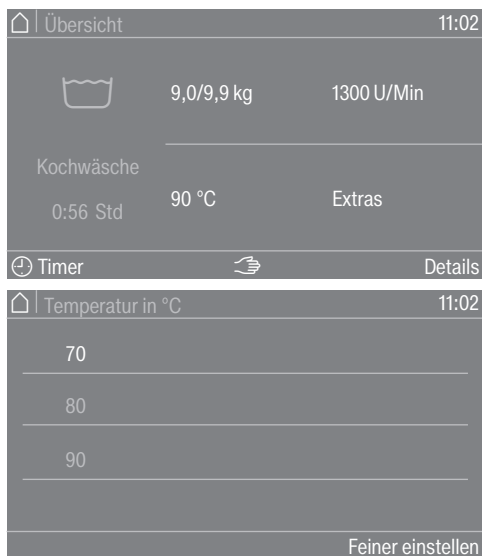 Übersicht 11:02
9,0/9,9 kg 1300 U/Min
Kochwäsche
0:56 Std
90 °C Extras
Timer Details
Temperatur in °C 11:02
70
80
90
Feiner einstellen